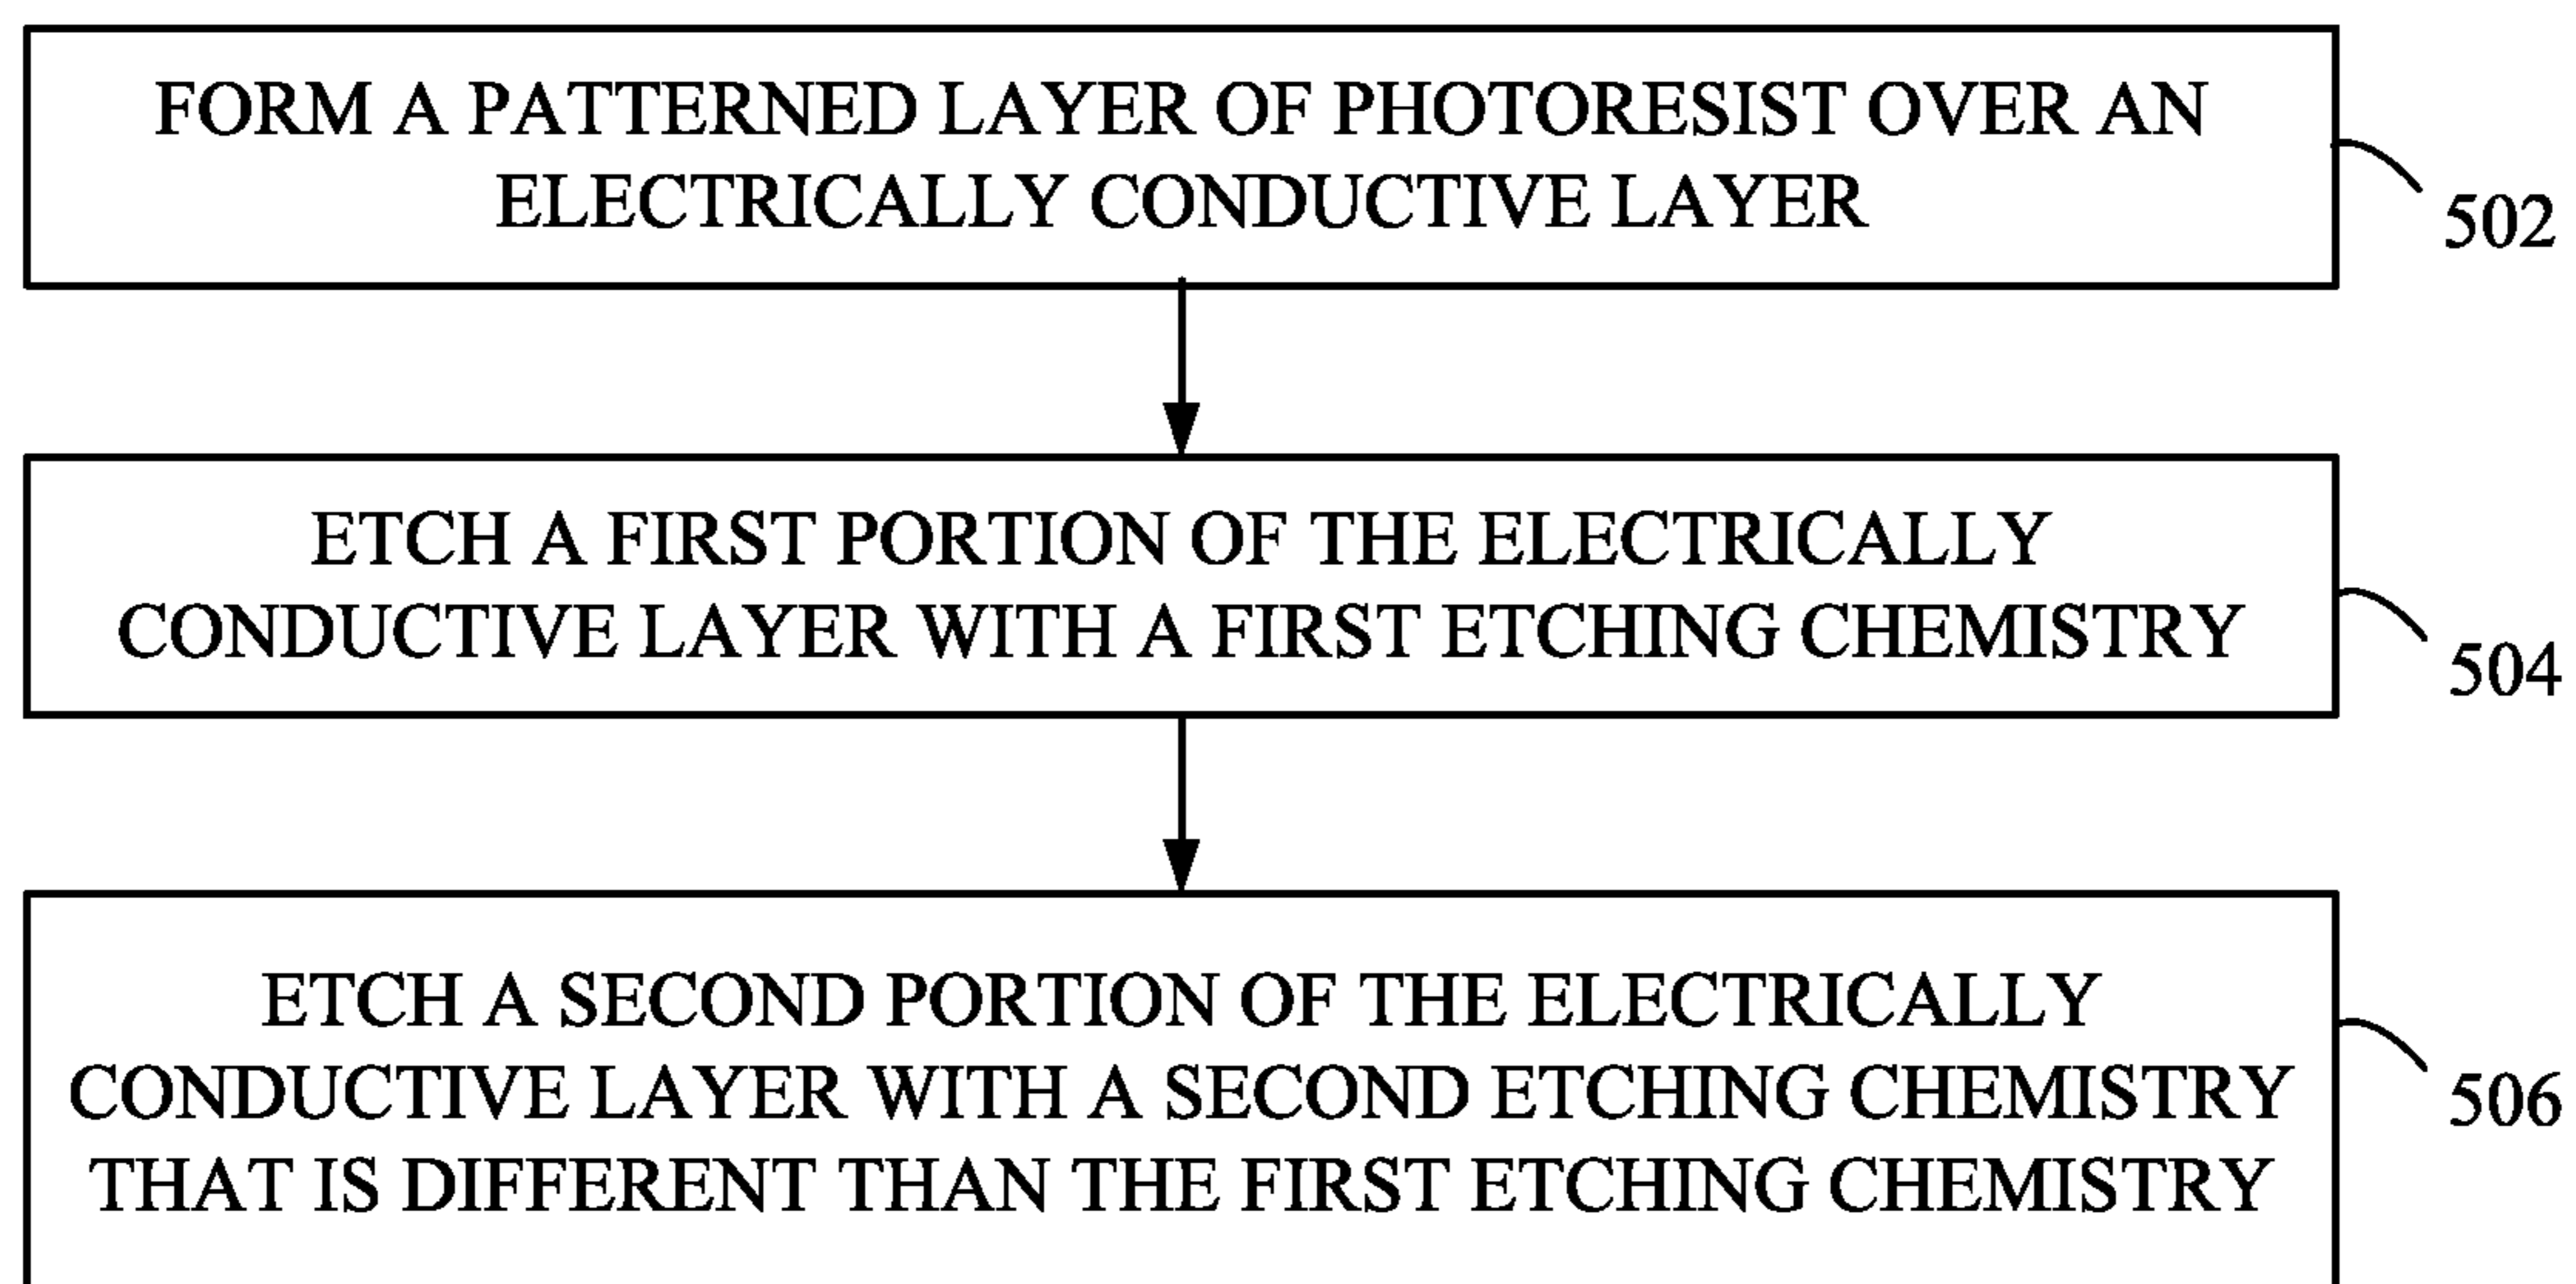 FORM A PATTERNED LAYER OF PHOTORESIST OVER AN
ELECTRICALLY CONDUCTIVE LAYER
502
ETCH A FIRST PORTION OF THE ELECTRICALLY
CONDUCTIVE LAYER WITH A FIRST ETCHING CHEMISTRY
504
ETCH A SECOND PORTION OF THE ELECTRICALLY
CONDUCTIVE LAYER WITH A SECOND ETCHING CHEMISTRY
THAT IS DIFFERENT THAN THE FIRST ETCHING CHEMISTRY
506